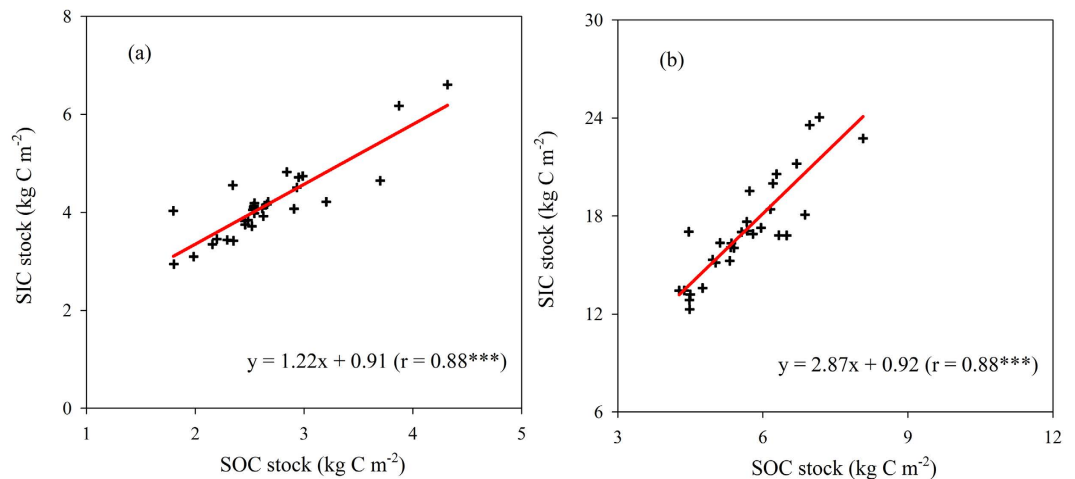 (a)
8
6
4
2
0
SIC stock (kg C m-2)
y = 1.22x + 0.91 (r = 0.88***)
1 2 3 4 5
SOC stock (kg C m-2)
(b)
30
24
18
12
6
SIC stock (kg C m-2)
y = 2.87x + 0.92 (r = 0.88***)
3 6 9 12
SOC stock (kg C m-2)